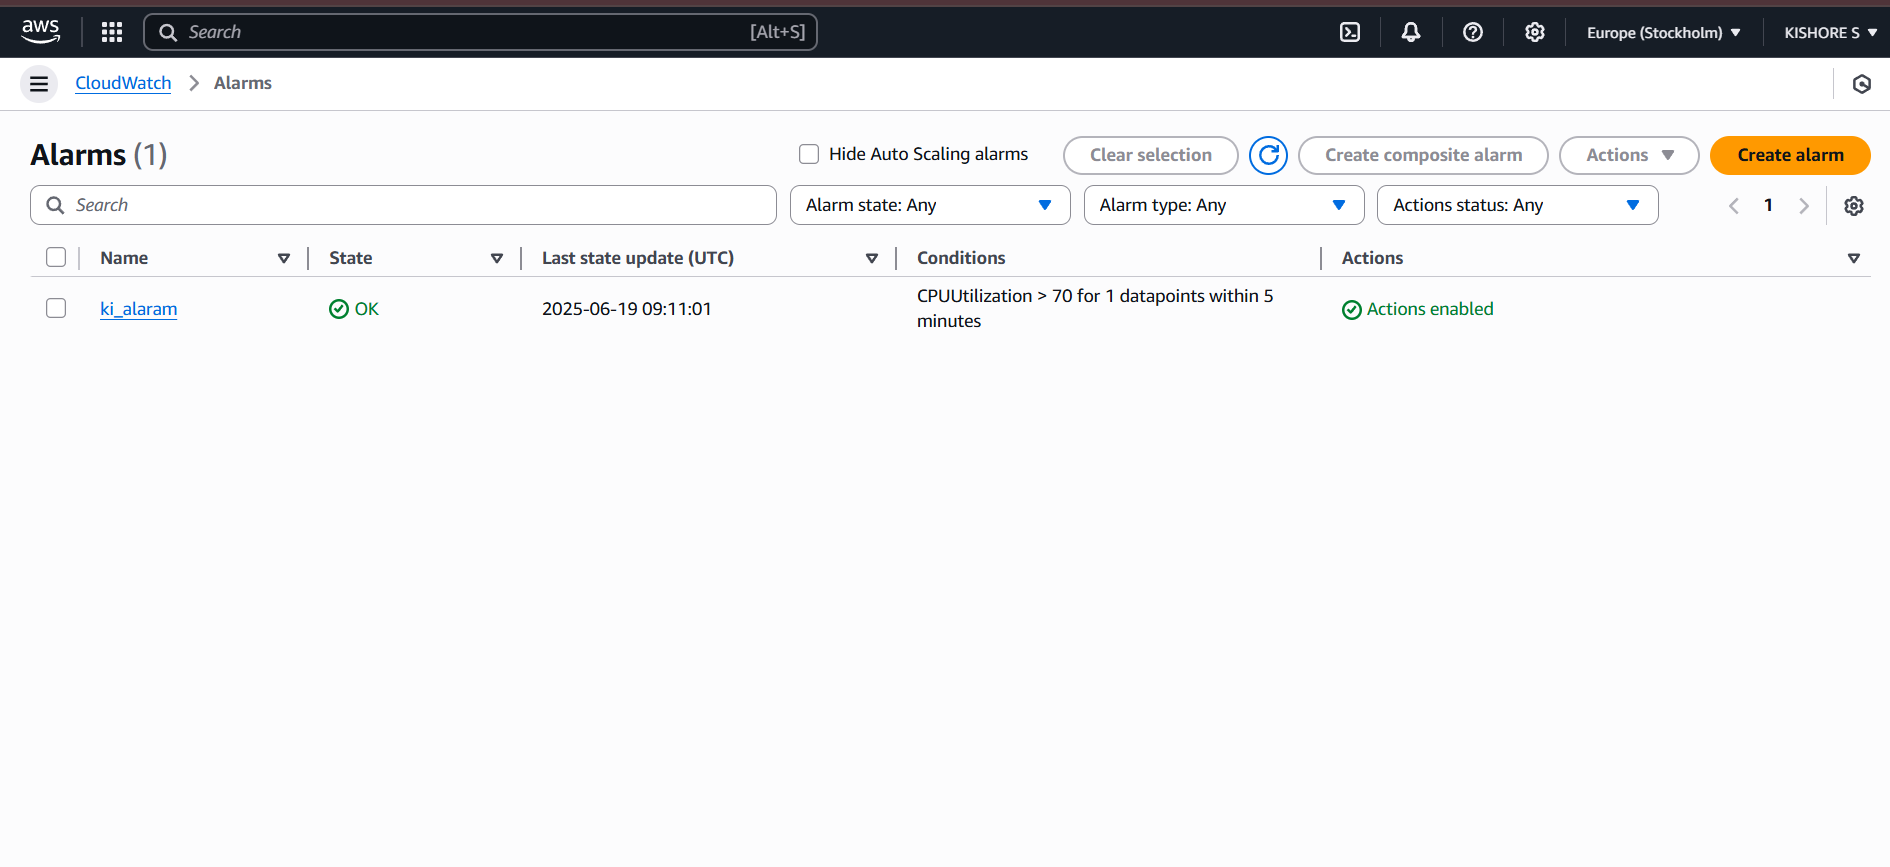 aws Search [Alt+S] Europe (Stockholm) KISHORE S
CloudWatch Alarms
Alarms (1) Hide Auto Scaling alarms Clear selection Create composite alarm Actions Create alarm
Search Alarm state: Any Alarm type: Any Actions status: Any 1
Name State Last state update (UTC) Conditions Actions
ki_alaram OK 2025-06-19 09:11:01 CPUUtilization > 70 for 1 datapoints within 5 Actions enabled
minutes